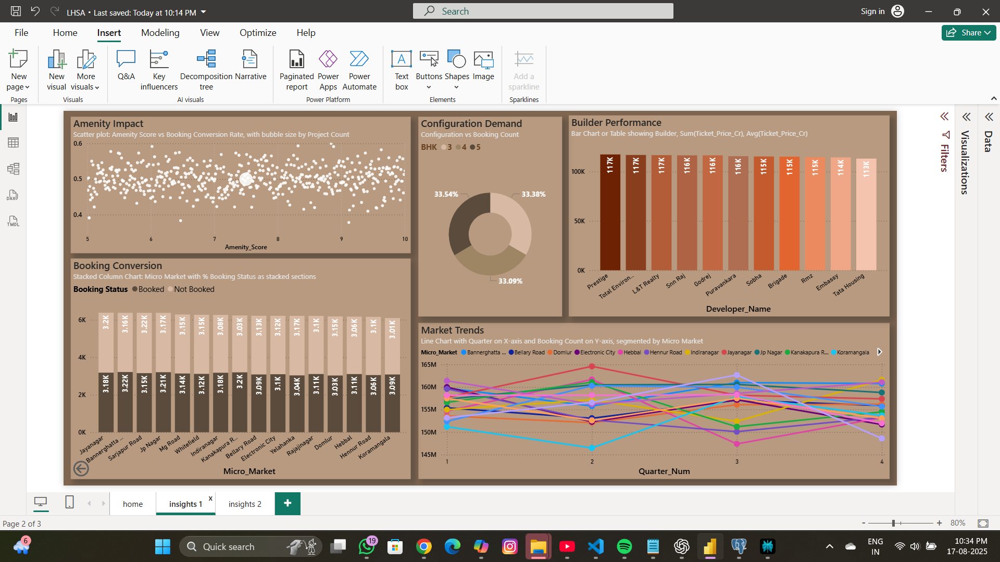 LHSA • Last saved: Today at 10:14 PM
Search
Sign in
File Home Insert Modeling View Optimize Help
Share
New page
New visual
More visuals
Q&A
Key influencers
Decomposition tree
Narrative
Paginated report
Power Apps
Power Automate
Text box
Buttons
Shapes
Image
Add a sparkline
Pages
Visuals
AI visuals
Power Platform
Elements
Sparklines
DAX
TMDL
Amenity Impact
Scatter plot: Amenity Score vs Booking Conversion Rate, with bubble size by Project Count
0.6
0.5
0.4
5 6 7 8 9 10
Amenity_Score
Configuration Demand
Configuration vs Booking Count
BHK 3 4 5
33.54%
33.38%
33.09%
Builder Performance
Bar Chart or Table showing Builder, Sum(Ticket_Price_Cr), Avg(Ticket_Price_Cr)
100K
50K
0K
117K 117K 117K 116K 116K 116K 115K 115K 115K 114K 113K
Prestige Total Environ... L&T Realty Snn Raj Godrej Puravankara Sobha Brigade Rmz Embassy Tata Housing
Developer_Name
Booking Conversion
Stacked Column Chart: Micro Market with % Booking Status as stacked sections
Booking Status Booked Not Booked
6K
4K
2K
0K
3.2K 3.16K 3.22K 3.17K 3.15K 3.15K 3.08K 3.03K 3.13K 3.12K 3.17K 3.1K 3.15K 3.06K 3.1K 3.01K
3.18K 3.22K 3.15K 3.21K 3.14K 3.12K 3.18K 3.2K 3.09K 3.1K 3.04K 3.11K 3.03K 3.11K 3.06K 3.09K
Jayanagar Bannerghatta ... Sarjapur Road Jp Nagar Mg Road Whitefield Indiranagar Kanakapura R... Bellary Road Electronic City Yelahanka Rajajinagar Domlur Hebbal Hennur Road Koramangala
Micro_Market
Market Trends
Line Chart with Quarter on X-axis and Booking Count on Y-axis, segmented by Micro Market
Micro_Market Bannerghatta ... Bellary Road Domlur Electronic City Hebbal Hennur Road Indiranagar Jayanagar Jp Nagar Kanakapura R... Koramangala
165M
160M
155M
150M
145M
1 2 3 4
Quarter_Num
Filters
Visualizations
Data
home
insights 1
x
insights 2
+
Page 2 of 3
- + 80%
6
Quick search
19
ENG
IN
10:34 PM
17-08-2025